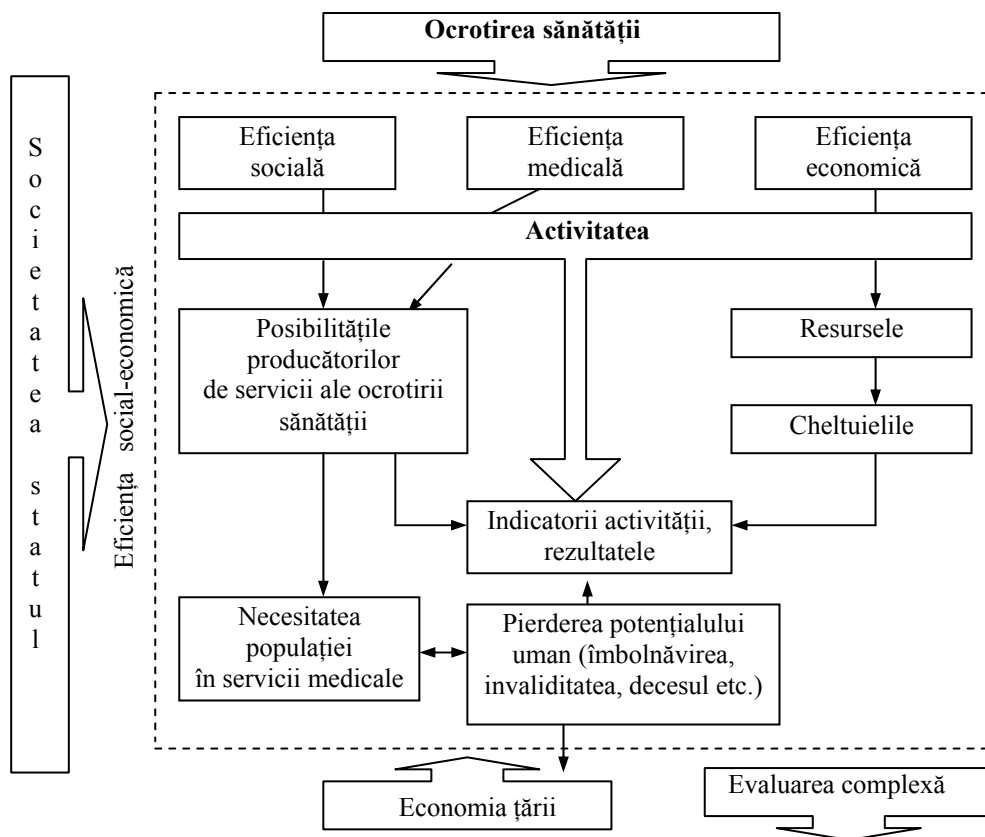 Ocrotirea sănătății
Societatea statul
Eficiența social-economică
Eficiența
socială
Eficiența
medicală
Eficiența
economică
Activitatea
Posibilitățile
producătorilor
de servicii ale ocrotirii
sănătății
Resursele
Cheltuielile
Indicatorii activității,
rezultatele
Necesitatea
populației
în servicii medicale
Pierderea potențialului
uman (îmbolnăvirea,
invaliditatea, decesul etc.)
Economia țării
Evaluarea complexă